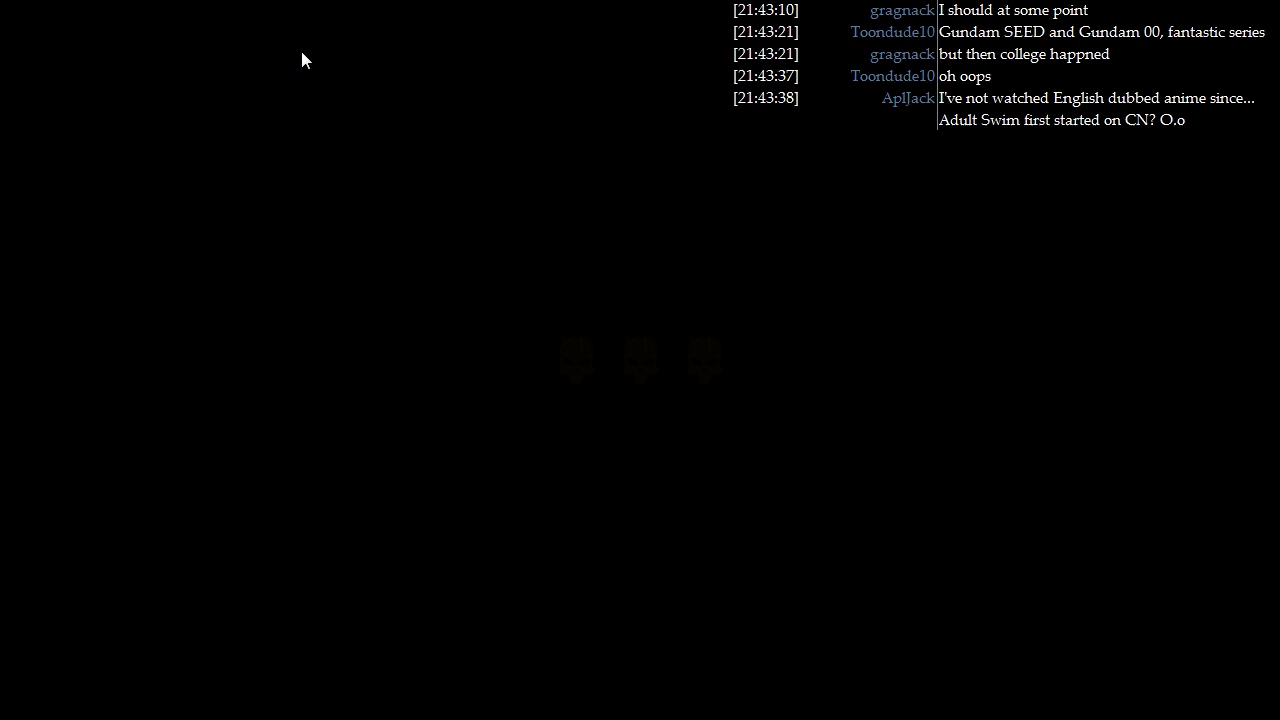 [21:43:10] gragnack I should at some point
[21:43:21] Toondude10 Gundam SEED and Gundam 00, fantastic series
[21:43:21] gragnack but then college happned
[21:43:37] Toondude10 oh oops
[21:43:38] AplJack I've not watched English dubbed anime since...
Adult Swim first started on CN? O.o